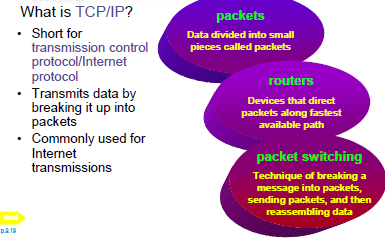 What is TCP/IP?
• Short for
transmission control
protocol/Internet
protocol
• Transmits data by
breaking it up into
packets
• Commonly used for
Internet
transmissions
packets
Data divided into small
pieces called packets
routers
Devices that direct
packets along fastest
available path
packet switching
Technique of breaking a
message into packets,
sending packets, and then
reassembling data
Next
p.9.19